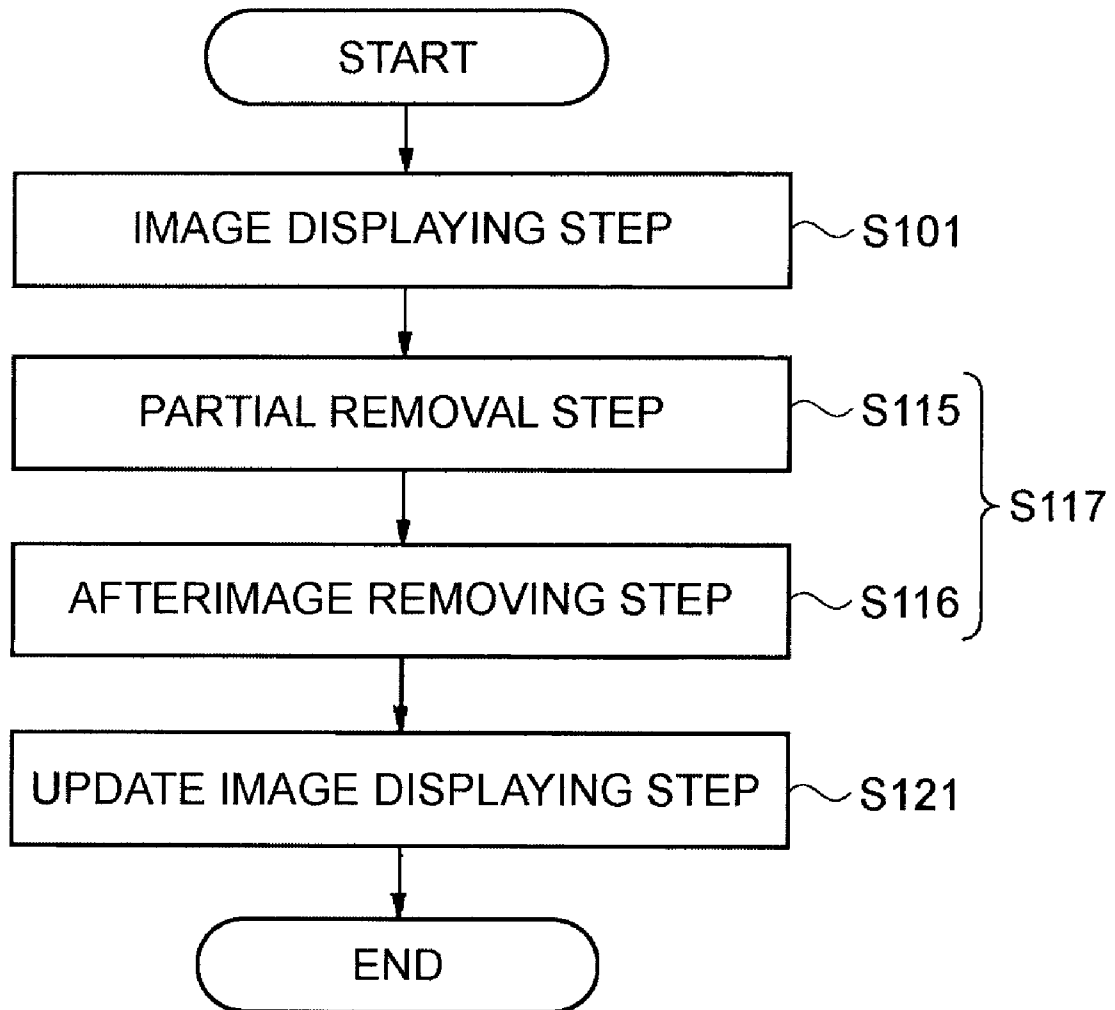 START
IMAGE DISPLAYING STEP
S101
PARTIAL REMOVAL STEP
S115
S117
AFTERIMAGE REMOVING STEP
S116
UPDATE IMAGE DISPLAYING STEP
S121
END